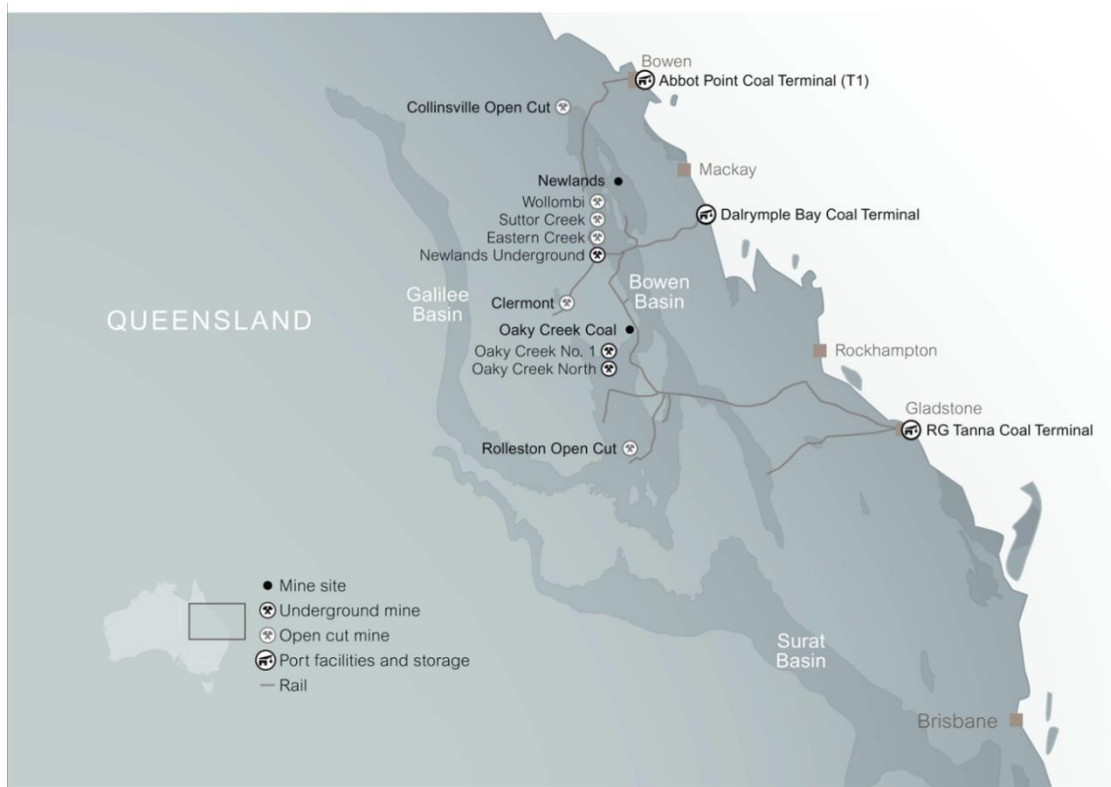 Bowen
Abbot Point Coal Terminal (T1)
Collinsville Open Cut
Mackay
Newlands
Wollombi
Suttor Creek
Dalrymple Bay Coal Terminal
Eastern Creek
Newlands Underground
Galilee
Basin
Bowen
Basin
Clermont
QUEENSLAND
Oaky Creek Coal
Oaky Creek No. 1
Rockhampton
Oaky Creek North
Gladstone
RG Tanna Coal Terminal
Rolleston Open Cut
Mine site
Underground mine
Open cut mine
Port facilities and storage
Rail
Surat
Basin
Brisbane